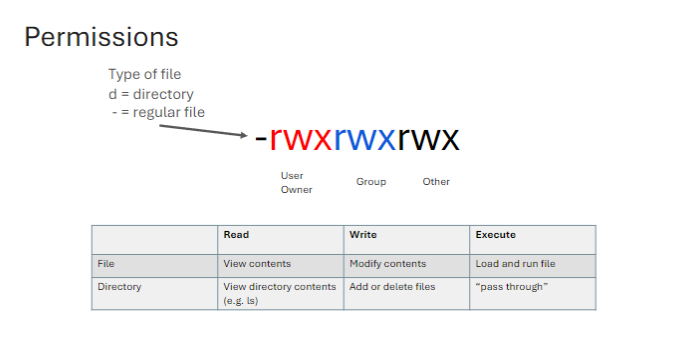 Permissions
Type of file
d = directory
- = regular file
-rwxrwxrwx
User
Owner
Group
Other
Read Write Execute
File View contents Modify contents Load and run file
Directory View directory contents Add or delete files “pass through”
(e.g. ls)